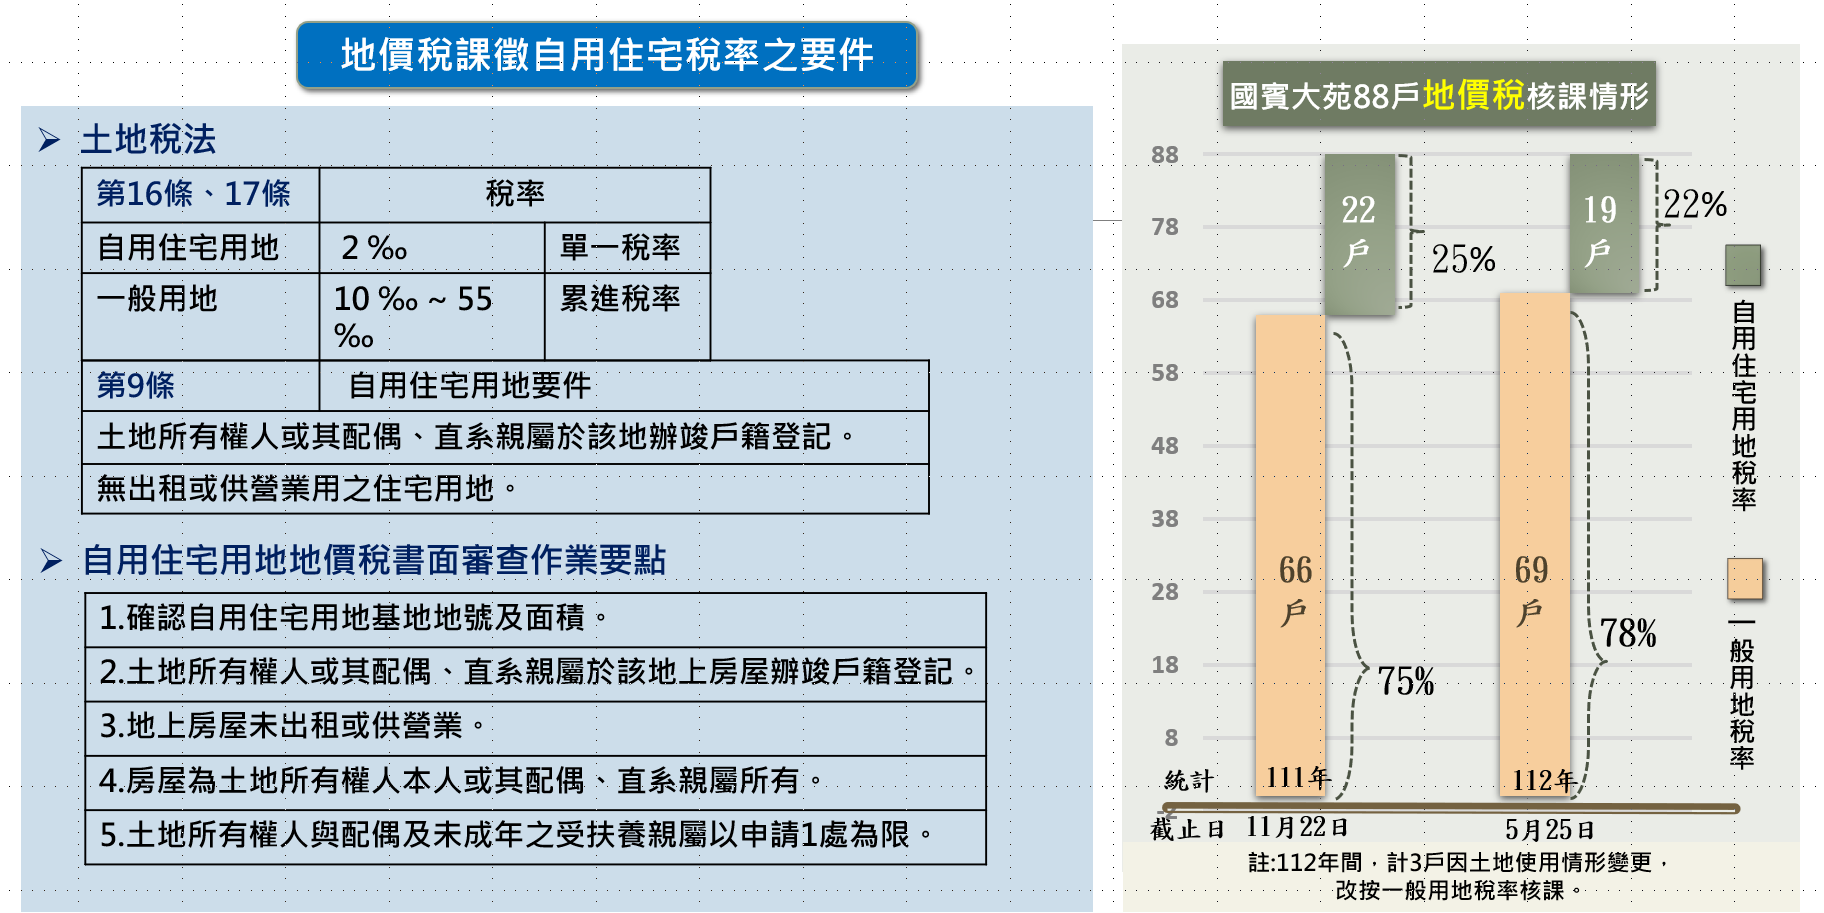 地價稅課徵自用住宅稅率之要件
土地稅法
第16條、17條 稅率
自用住宅用地 2 ‰ 單一稅率
一般用地 10 ‰ ~ 55 累進稅率
‰
第9條 自用住宅用地要件
土地所有權人或其配偶、直系親屬於該地辦竣戶籍登記。
無出租或供營業用之住宅用地。
自用住宅用地地價稅書面審查作業要點
1.確認自用住宅用地基地地號及面積。
2.土地所有權人或其配偶、直系親屬於該地上房屋辦竣戶籍登記。
3.地上房屋未出租或供營業。
4.房屋為土地所有權人本人或其配偶、直系親屬所有。
5.土地所有權人與配偶及未成年之受扶養親屬以申請1處為限。
國賓大苑88戶地價稅核課情形
88
78
68
58
48
38
28
18
8
-2
22
戶
25%
19
戶
22%
66
戶
75%
69
戶
78%
自用住宅用地稅率
一般用地稅率
統計 111年 112年
截止日 11月22日 5月25日
註:112年間，計3戶因土地使用情形變更，
改按一般用地稅率核課。